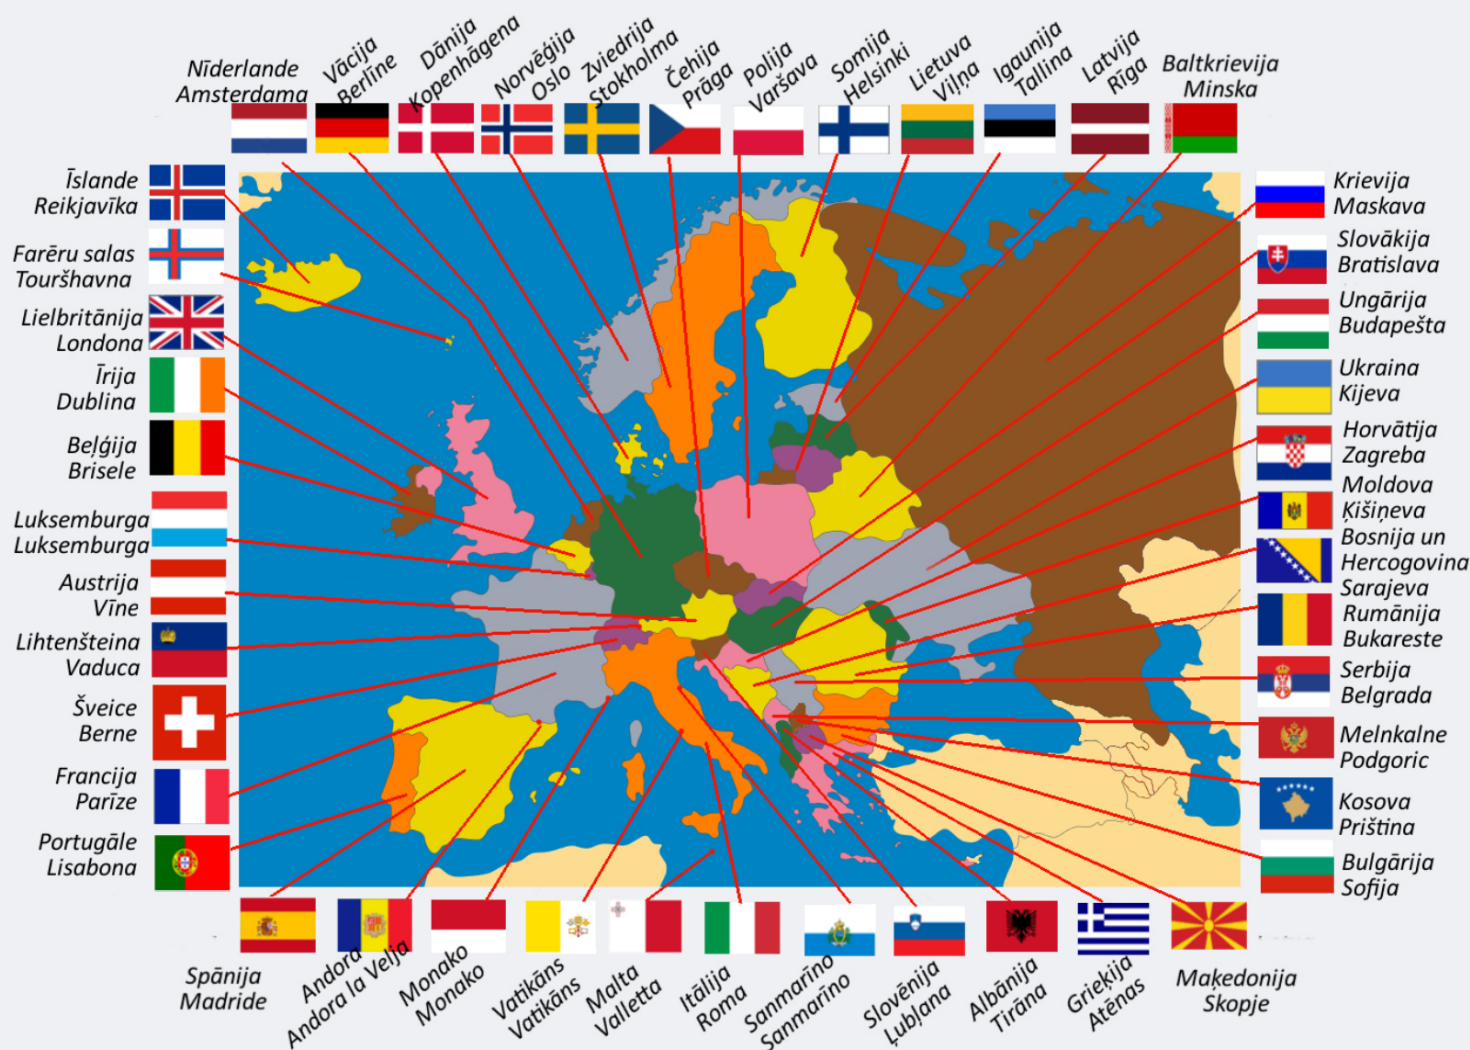 Nīderlande
Amsterdama
Vācija
Berlīne
Dānija
Kopenhāgena
Norvēģija
Oslo
Zviedrija
Stokholma
Čehija
Prāga
Polija
Varšava
Somija
Helsinki
Lietuva
Viļņa
Igaunija
Tallina
Latvija
Rīga
Baltkrievija
Minska
Īslande
Reikjavīka
Farēru salas
Touršhavna
Lielbritānija
Londona
Īrija
Dublina
Beļģija
Brisele
Luksemburga
Luksemburga
Austrija
Vīne
Lihtenšteina
Vaduca
Šveice
Berne
Francija
Parīze
Portugāle
Lisabona
Krievija
Maskava
Slovākija
Bratislava
Ungārija
Budapešta
Ukraina
Kijeva
Horvātija
Zagreba
Moldova
Ķišiņeva
Bosnija un
Hercogovina
Sarajeva
Rumānija
Bukareste
Serbija
Belgrada
Melnkalne
Podgoric
Kosova
Priština
Bulgārija
Sofija
Spānija
Madride
Andora
Andora la Velja
Monako
Monako
Vatikāns
Vatikāns
Malta
Valletta
Itālija
Roma
Sanmarīno
Sanmarīno
Slovēnija
Ļubļana
Albānija
Tirāna
Grieķija
Atēnas
Maķedonija
Skopje